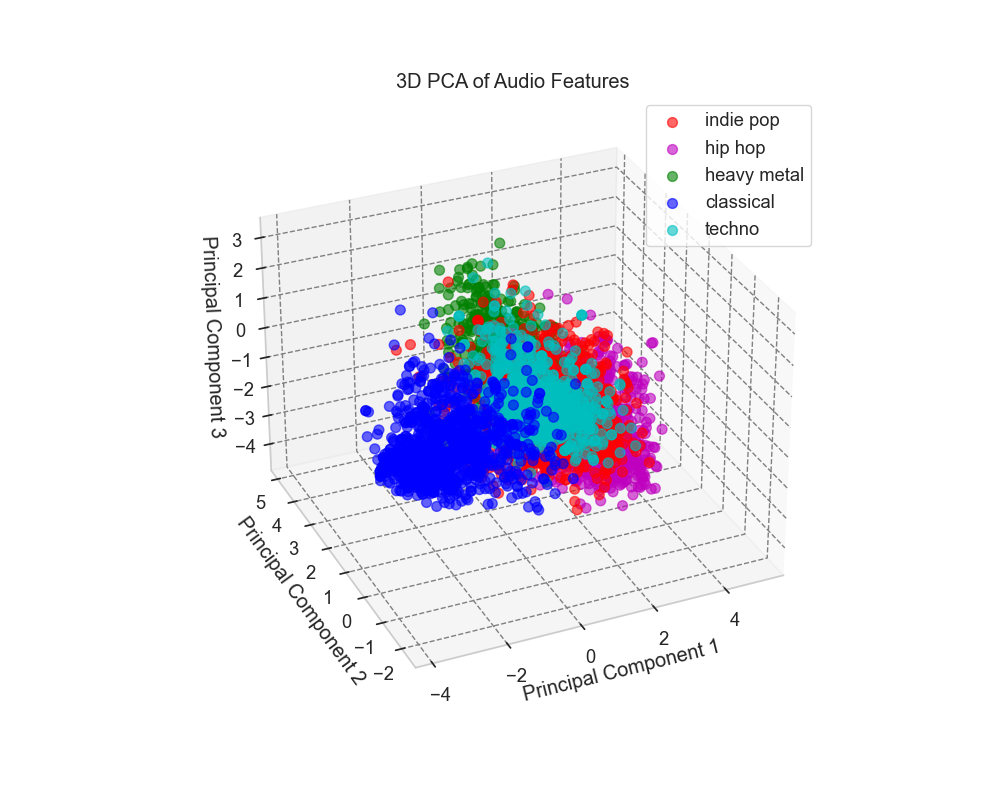 3D PCA of Audio Features
indie pop
hip hop
heavy metal
classical
techno
3
2
1
0
−1
−2
−3
−4
Principal Component 3
5
4
3
2
1
0
−1
−2
Principal Component 2
−4
−2
0
2
4
Principal Component 1